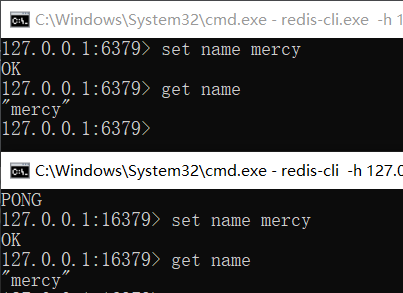 C:\Windows\System32\cmd.exe - redis-cli.exe -h
127.0.0.1:6379> set name mercy
OK
127.0.0.1:6379> get name
"mercy"
127.0.0.1:6379>
C:\Windows\System32\cmd.exe - redis-cli -h 127.0
PONG
127.0.0.1:16379> set name mercy
OK
127.0.0.1:16379> get name
"mercy"